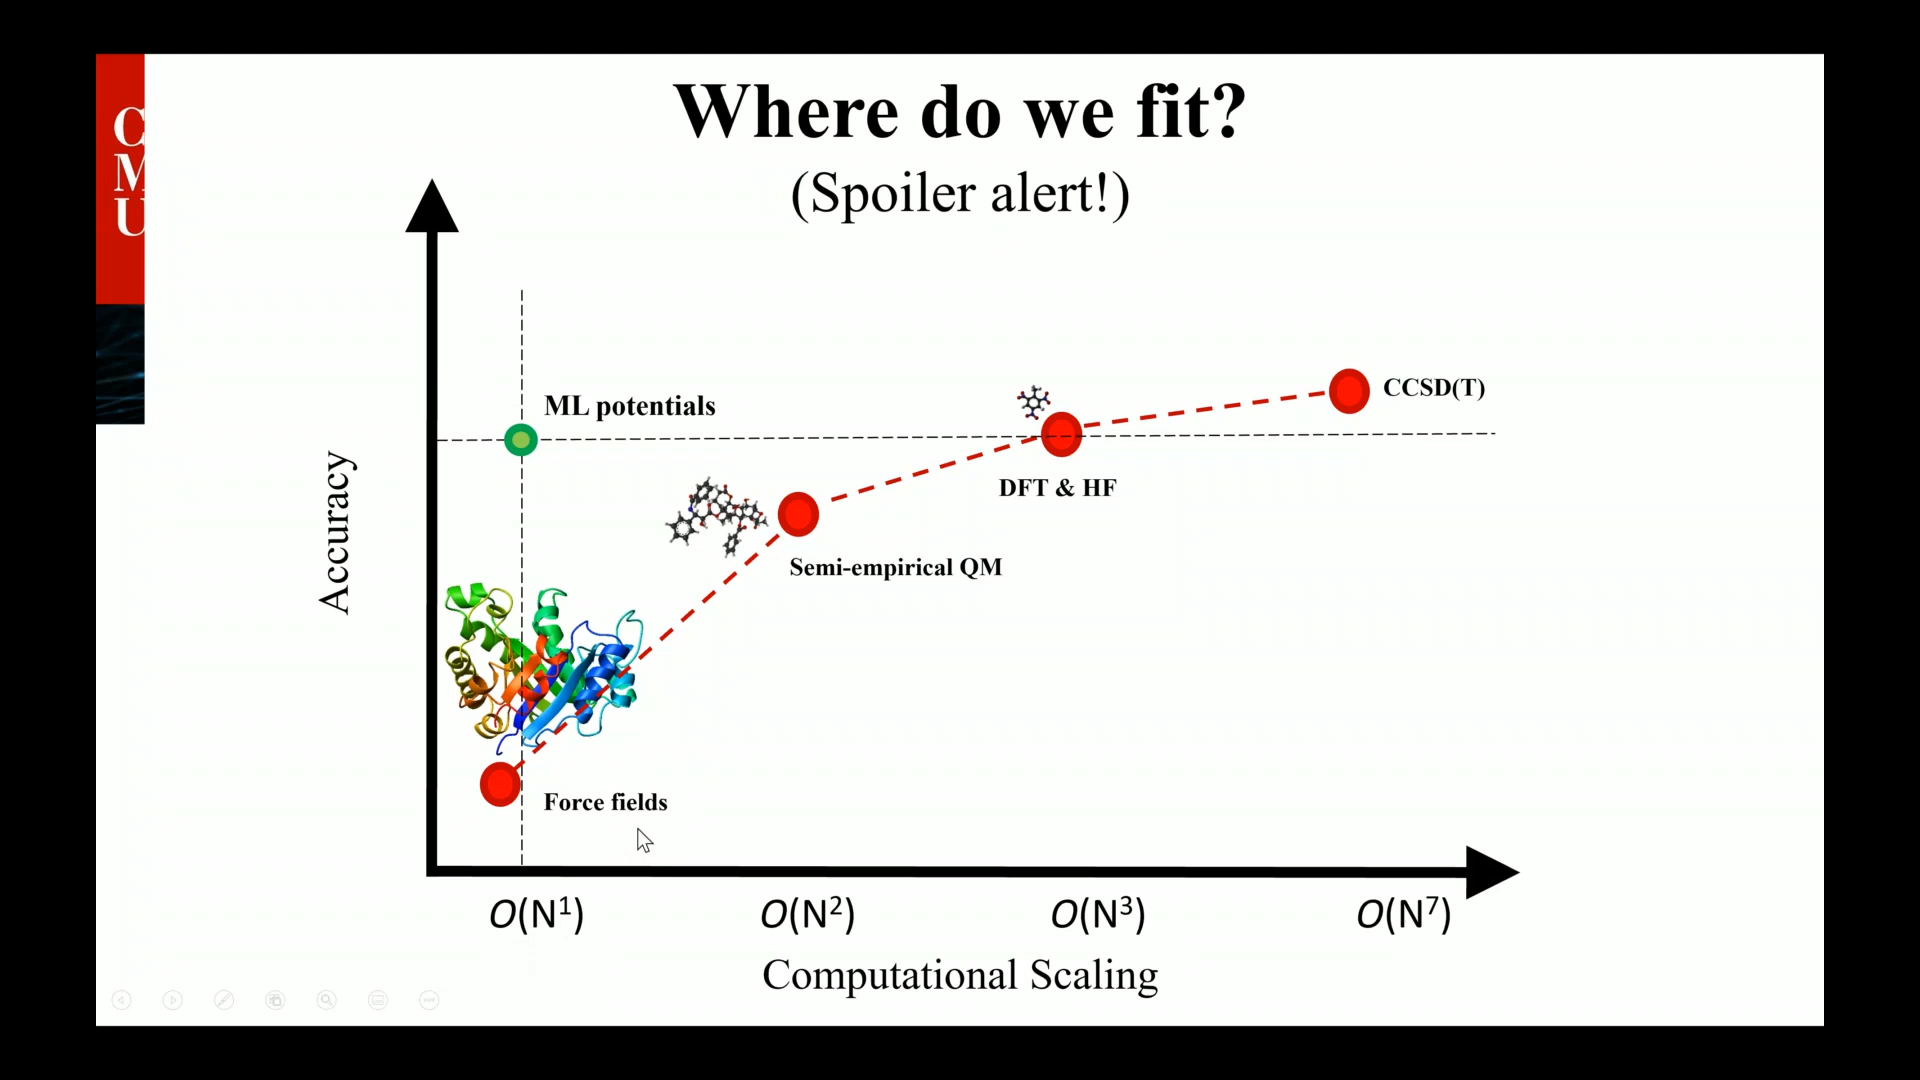 C
M
U
Where do we fit?
(Spoiler alert!)
Accuracy
ML potentials
CCSD(T)
DFT & HF
Semi-empirical QM
Force fields
O(N¹)
O(N²)
O(N³)
O(N⁷)
Computational Scaling